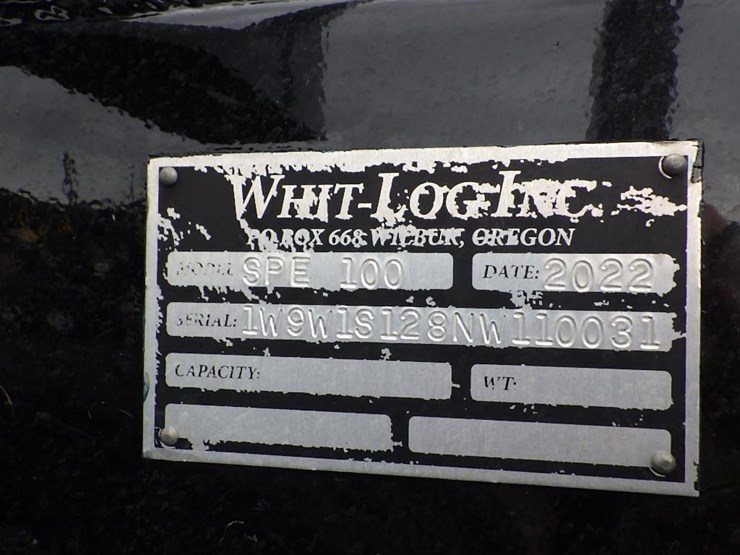 WHIT-LOG INC.
PO BOX 668 WILBUR, OREGON
MODEL SPE 100 DATE: 2022
SERIAL: 1W9W1S128NW110031
CAPACITY: WT: